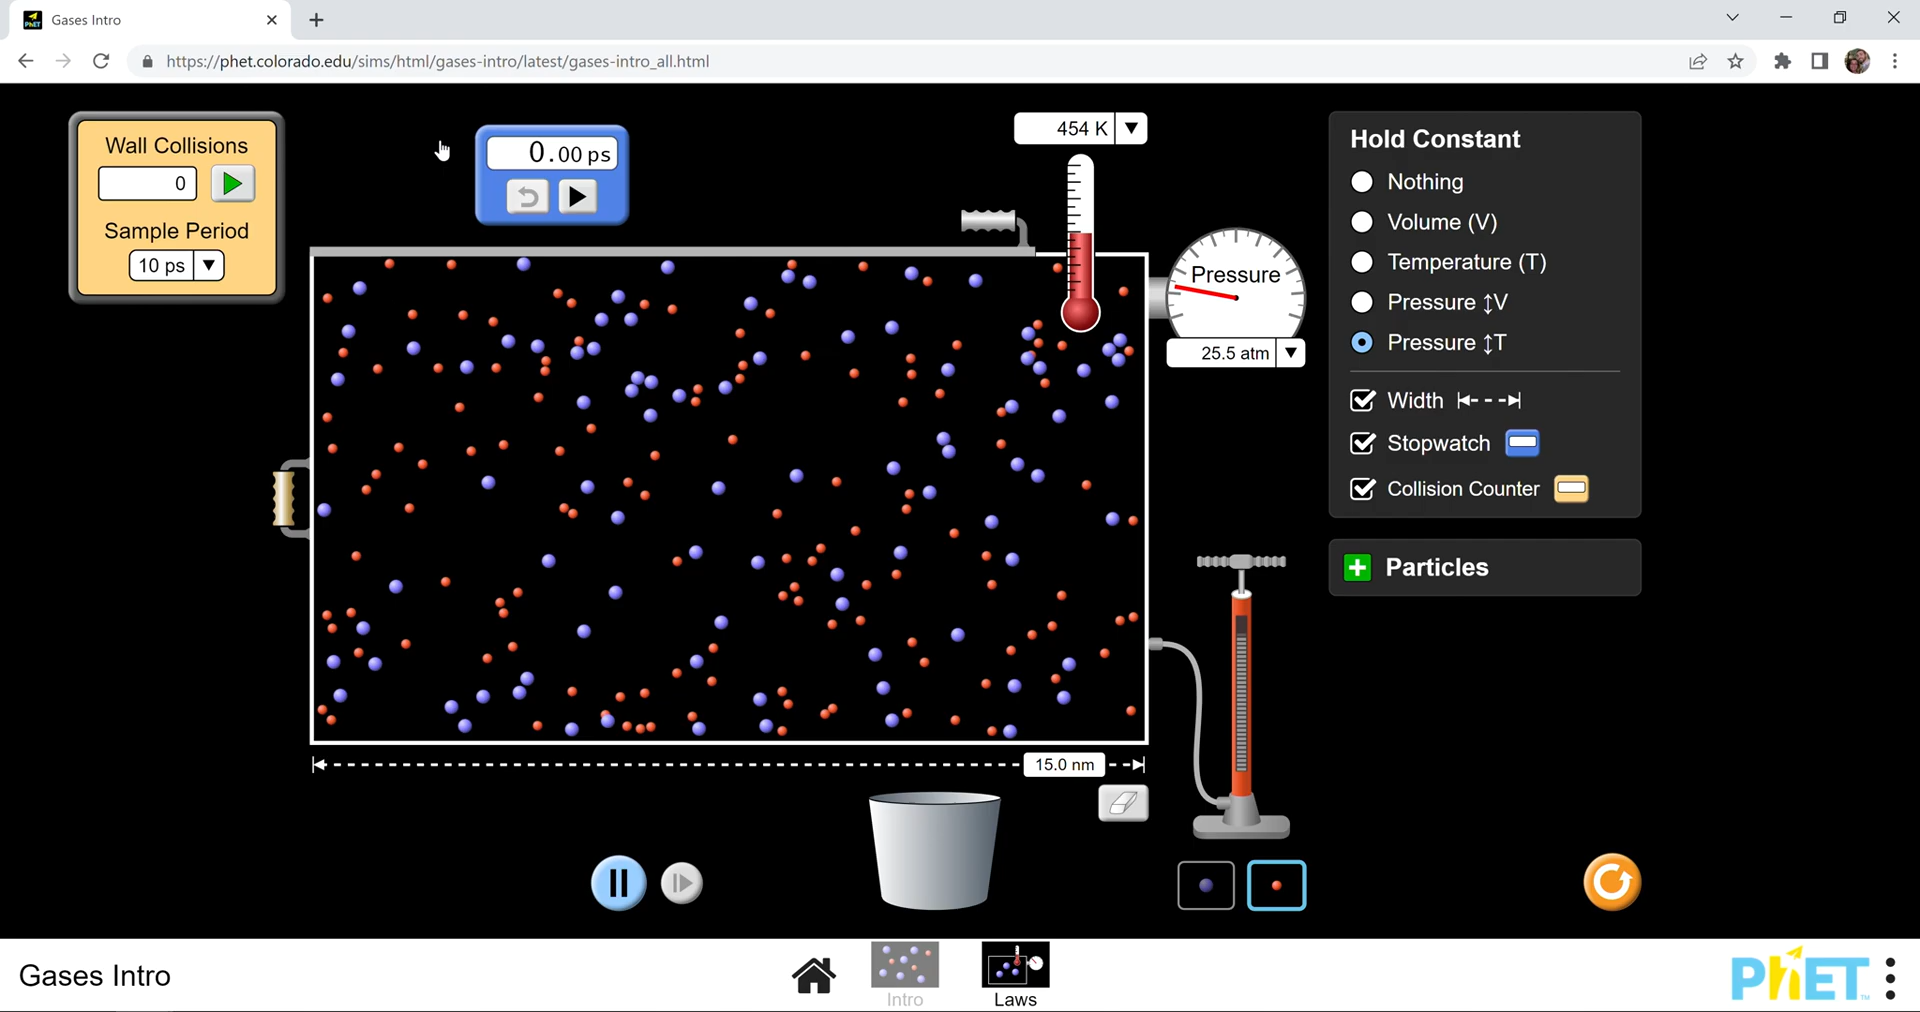 Gases Intro
https://phet.colorado.edu/sims/html/gases-intro/latest/gases-intro_all.html
Wall Collisions
0
Sample Period
10 ps
0.00 ps
454 K
Pressure
25.5 atm
Hold Constant
Nothing
Volume (V)
Temperature (T)
Pressure ↕V
Pressure ↕T
Width
Stopwatch
Collision Counter
Particles
15.0 nm
Gases Intro
Intro
Laws
PhET